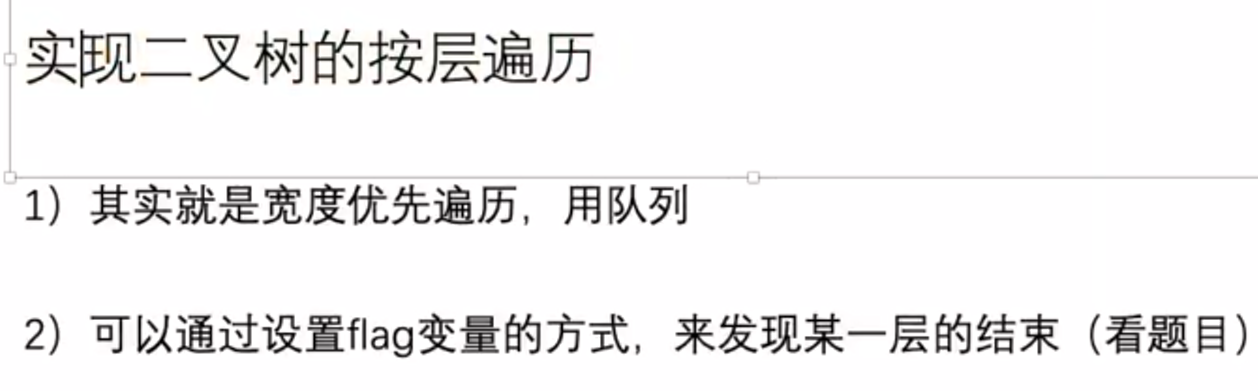 实现二叉树的按层遍历
1）其实就是宽度优先遍历，用队列
2）可以通过设置flag变量的方式，来发现某一层的结束（看题目）